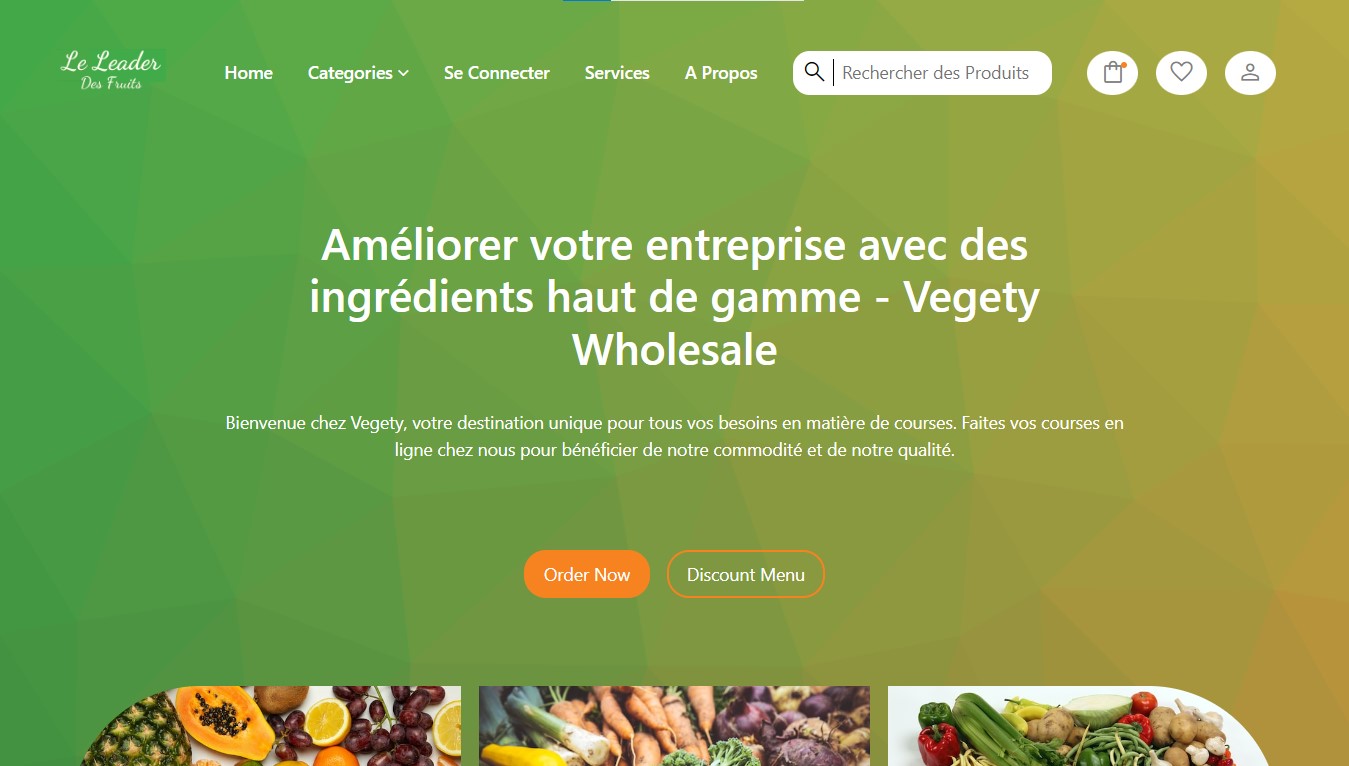 Le Leader
Des Fruits
Home
Categories
Se Connecter
Services
A Propos
Rechercher des Produits
Améliorer votre entreprise avec des
ingrédients haut de gamme - Vegety
Wholesale
Bienvenue chez Vegety, votre destination unique pour tous vos besoins en matière de courses. Faites vos courses en
ligne chez nous pour bénéficier de notre commodité et de notre qualité.
Order Now
Discount Menu